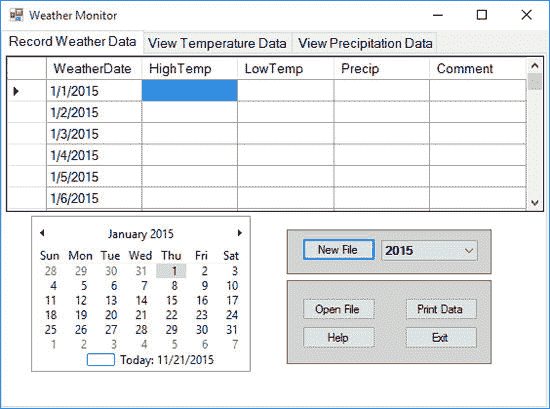 Weather Monitor
Record Weather Data View Temperature Data View Precipitation Data
WeatherDate HighTemp LowTemp Precip Comment
1/1/2015
1/2/2015
1/3/2015
1/4/2015
1/5/2015
1/6/2015
January 2015
Sun Mon Tue Wed Thu Fri Sat
28 29 30 31 1 2 3
4 5 6 7 8 9 10
11 12 13 14 15 16 17
18 19 20 21 22 23 24
25 26 27 28 29 30 31
1 2 3 4 5 6 7
Today: 11/21/2015
New File 2015
Open File Print Data
Help Exit